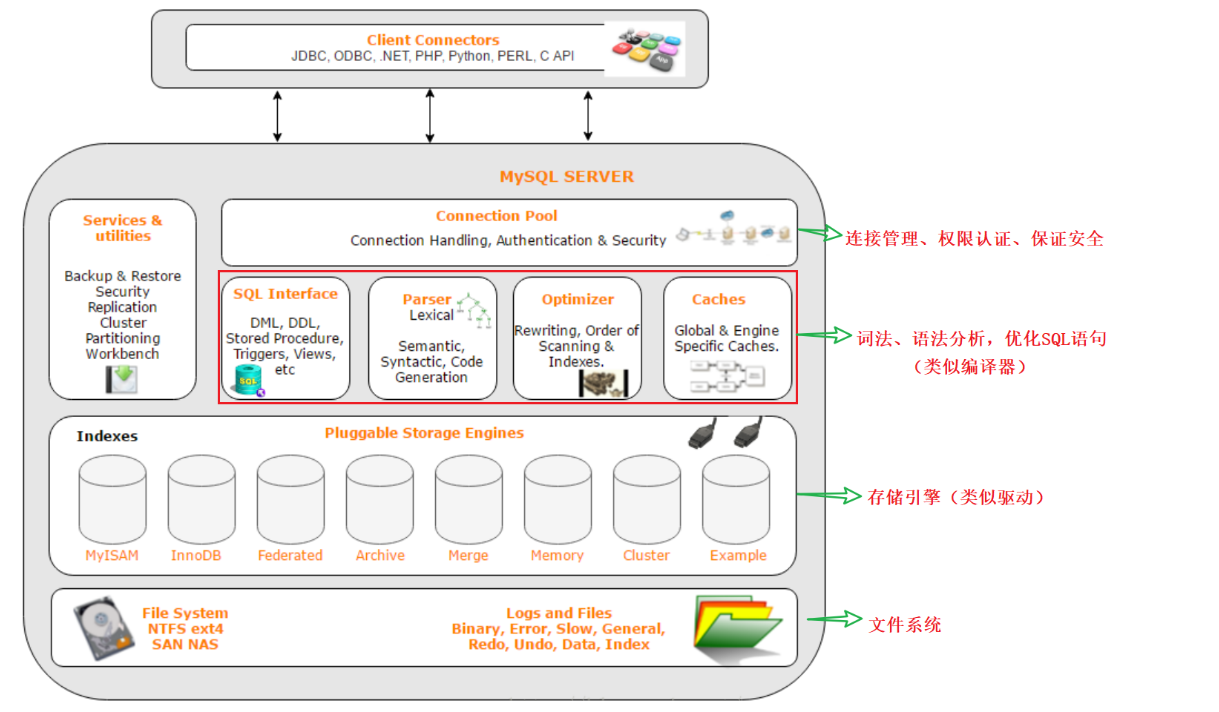 Client Connectors
JDBC, ODBC, .NET, PHP, Python, PERL, C API
MySQL SERVER
Services &
utilities
Backup & Restore
Security
Replication
Cluster
Partitioning
Workbench
Connection Pool
Connection Handling, Authentication & Security
连接管理、权限认证、保证安全
SQL Interface
DML, DDL,
Stored Procedure,
Triggers, Views,
etc
SQL
Parser
Lexical
Semantic,
Syntactic, Code
Generation
Optimizer
Rewriting, Order of
Scanning &
Indexes.
Caches
Global & Engine
Specific Caches.
词法、语法分析，优化SQL语句
（类似编译器）
Indexes
Pluggable Storage Engines
MyISAM
InnoDB
Federated
Archive
Merge
Memory
Cluster
Example
存储引擎（类似驱动）
File System
NTFS ext4
SAN NAS
Logs and Files
Binary, Error, Slow, General,
Redo, Undo, Data, Index
文件系统